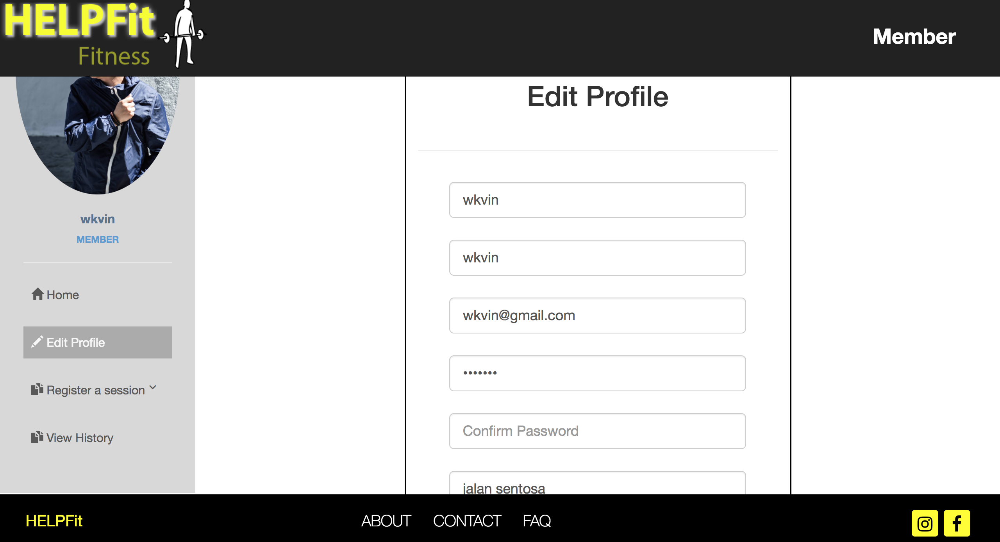 HELPFit
Fitness
Member
wkvin
MEMBER
Home
Edit Profile
Register a session
View History
Edit Profile
wkvin
wkvin
wkvin@gmail.com
•••••••
Confirm Password
jalan sentosa
HELPFit
ABOUT CONTACT FAQ